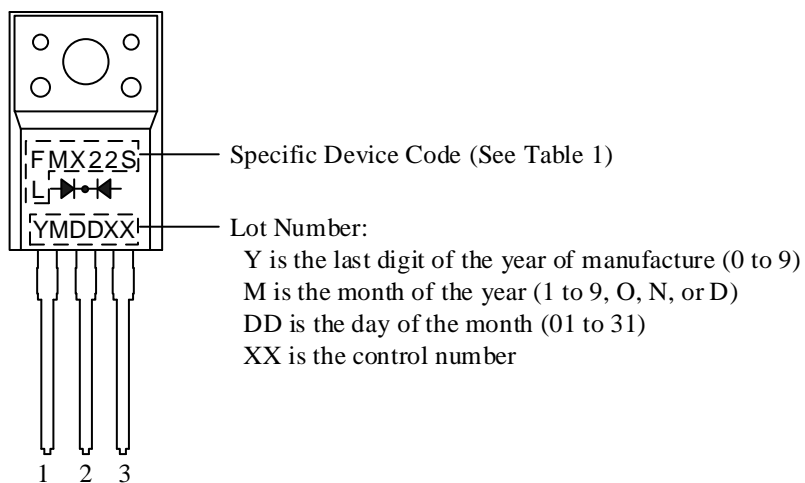 FMX22S
L
YMDDXX
1 2 3
Specific Device Code (See Table 1)
Lot Number:
Y is the last digit of the year of manufacture (0 to 9)
M is the month of the year (1 to 9, O, N, or D)
DD is the day of the month (01 to 31)
XX is the control number